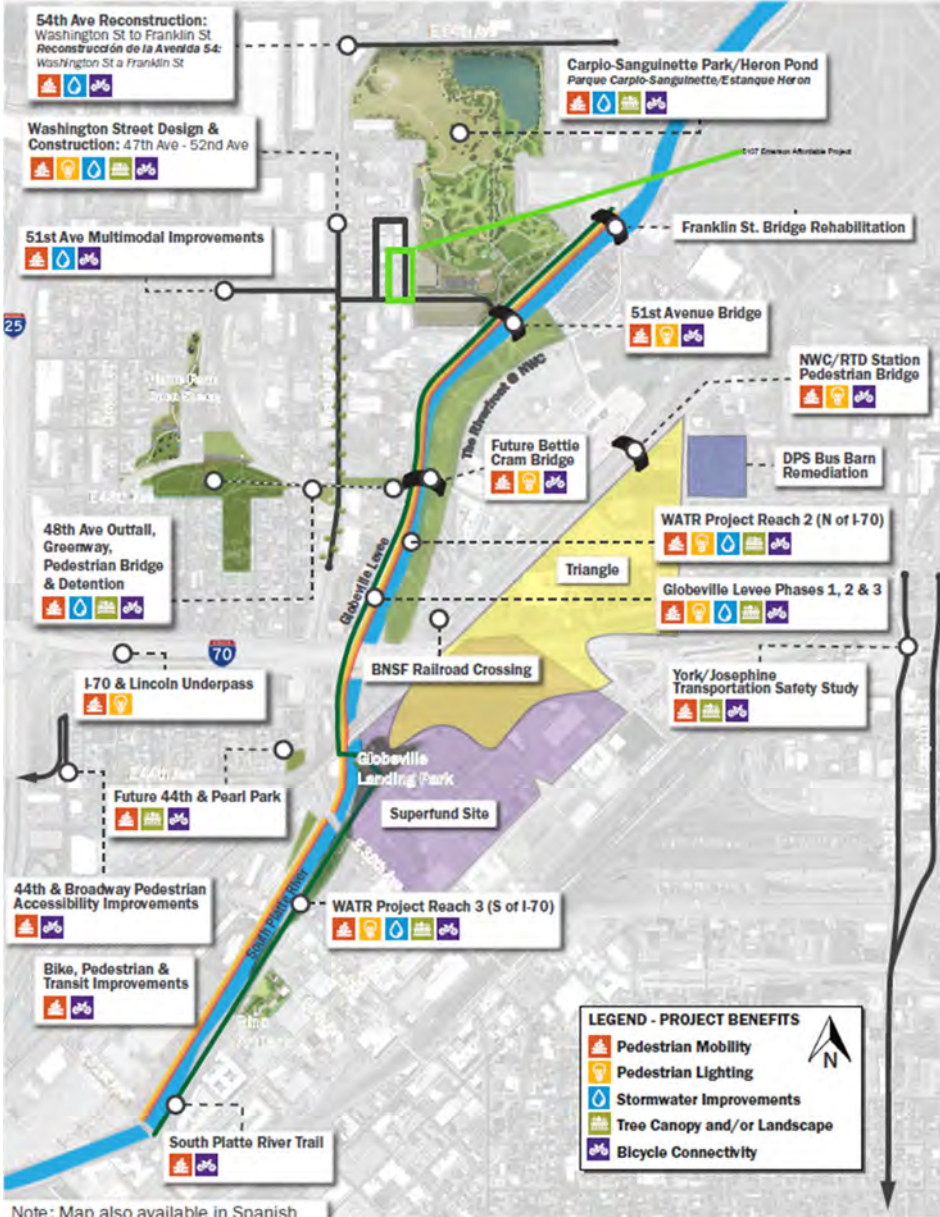 54th Ave Reconstruction:
Washington St to Franklin St
Reconstrucción de la Avenida 54:
Washington St a Franklin St
Carpio-Sanguinette Park/Heron Pond
Parque Carpio-Sanguinette/Estanque Heron
Washington Street Design &
Construction: 47th Ave - 52nd Ave
Emerson Affordable Project
Franklin St. Bridge Rehabilitation
51st Ave Multimodal Improvements
51st Avenue Bridge
25
NWC/RTD Station
Pedestrian Bridge
The Riverfront @ NWC
Future Bettie
Cram Bridge
DPS Bus Barn
Remediation
48th Ave Outfall,
Greenway,
Pedestrian Bridge
& Detention
WATR Project Reach 2 (N of I-70)
Triangle
Globeville Levee
Globeville Levee Phases 1, 2 & 3
70
BNSF Railroad Crossing
I-70 & Lincoln Underpass
York/Josephine
Transportation Safety Study
E 44th Ave
Globeville
Landing Park
Future 44th & Pearl Park
Superfund Site
44th & Broadway Pedestrian
Accessibility Improvements
South Platte River
WATR Project Reach 3 (S of I-70)
Bike, Pedestrian &
Transit Improvements
LEGEND - PROJECT BENEFITS
Pedestrian Mobility
N
Pedestrian Lighting
Stormwater Improvements
Tree Canopy and/or Landscape
Bicycle Connectivity
South Platte River Trail
Note: Map also available in Spanish